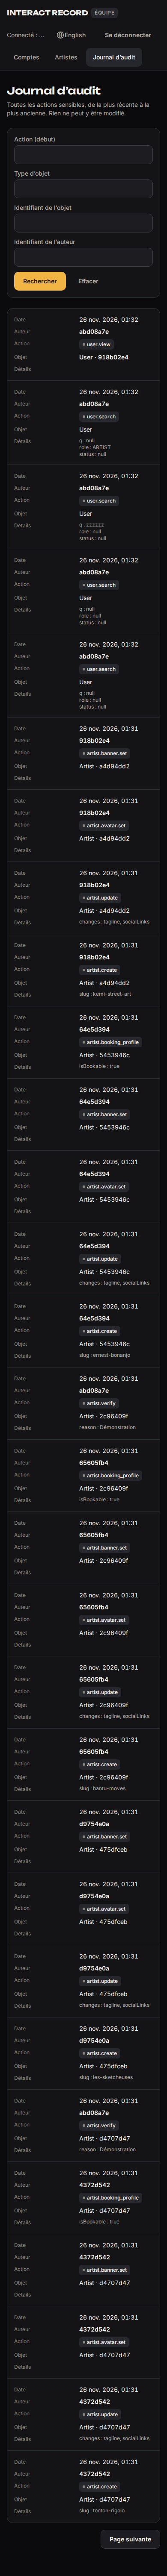 INTERACT RECORD ÉQUIPE
Connecté : ... English Se déconnecter
Comptes Artistes Journal d'audit
Journal d'audit
Toutes les actions sensibles, de la plus récente à la
plus ancienne. Rien ne peut y être modifié.
Action (début)
Type d'objet
Identifiant de l'objet
Identifiant de l'auteur
Rechercher Effacer
Date 26 nov. 2026, 01:32
Auteur abd08a7e
Action user.view
Objet User · 918b02e4
Détails
Date 26 nov. 2026, 01:32
Auteur abd08a7e
Action user.search
Objet User
Détails q : null
role : ARTIST
status : null
Date 26 nov. 2026, 01:32
Auteur abd08a7e
Action user.search
Objet User
Détails q : zzzzzz
role : null
status : null
Date 26 nov. 2026, 01:32
Auteur abd08a7e
Action user.search
Objet User
Détails q : null
role : null
status : null
Date 26 nov. 2026, 01:32
Auteur abd08a7e
Action user.search
Objet User
Détails q : null
role : null
status : null
Date 26 nov. 2026, 01:31
Auteur 918b02e4
Action artist.banner.set
Objet Artist · a4d94dd2
Détails
Date 26 nov. 2026, 01:31
Auteur 918b02e4
Action artist.avatar.set
Objet Artist · a4d94dd2
Détails
Date 26 nov. 2026, 01:31
Auteur 918b02e4
Action artist.update
Objet Artist · a4d94dd2
Détails changes : tagline, socialLinks
Date 26 nov. 2026, 01:31
Auteur 918b02e4
Action artist.create
Objet Artist · a4d94dd2
Détails slug : kemi-street-art
Date 26 nov. 2026, 01:31
Auteur 64e5d394
Action artist.booking_profile
Objet Artist · 5453946c
Détails isBookable : true
Date 26 nov. 2026, 01:31
Auteur 64e5d394
Action artist.banner.set
Objet Artist · 5453946c
Détails
Date 26 nov. 2026, 01:31
Auteur 64e5d394
Action artist.avatar.set
Objet Artist · 5453946c
Détails
Date 26 nov. 2026, 01:31
Auteur 64e5d394
Action artist.update
Objet Artist · 5453946c
Détails changes : tagline, socialLinks
Date 26 nov. 2026, 01:31
Auteur 64e5d394
Action artist.create
Objet Artist · 5453946c
Détails slug : ernest-bonanjo
Date 26 nov. 2026, 01:31
Auteur abd08a7e
Action artist.verify
Objet Artist · 2c96409f
Détails reason : Démonstration
Date 26 nov. 2026, 01:31
Auteur 65605fb4
Action artist.booking_profile
Objet Artist · 2c96409f
Détails isBookable : true
Date 26 nov. 2026, 01:31
Auteur 65605fb4
Action artist.banner.set
Objet Artist · 2c96409f
Détails
Date 26 nov. 2026, 01:31
Auteur 65605fb4
Action artist.avatar.set
Objet Artist · 2c96409f
Détails
Date 26 nov. 2026, 01:31
Auteur 65605fb4
Action artist.update
Objet Artist · 2c96409f
Détails changes : tagline, socialLinks
Date 26 nov. 2026, 01:31
Auteur 65605fb4
Action artist.create
Objet Artist · 2c96409f
Détails slug : bantu-moves
Date 26 nov. 2026, 01:31
Auteur d9754e0a
Action artist.banner.set
Objet Artist · 475dfceb
Détails
Date 26 nov. 2026, 01:31
Auteur d9754e0a
Action artist.avatar.set
Objet Artist · 475dfceb
Détails
Date 26 nov. 2026, 01:31
Auteur d9754e0a
Action artist.update
Objet Artist · 475dfceb
Détails changes : tagline, socialLinks
Date 26 nov. 2026, 01:31
Auteur d9754e0a
Action artist.create
Objet Artist · 475dfceb
Détails slug : les-sketcheuses
Date 26 nov. 2026, 01:31
Auteur abd08a7e
Action artist.verify
Objet Artist · d4707d47
Détails reason : Démonstration
Date 26 nov. 2026, 01:31
Auteur 4372d542
Action artist.booking_profile
Objet Artist · d4707d47
Détails isBookable : true
Date 26 nov. 2026, 01:31
Auteur 4372d542
Action artist.banner.set
Objet Artist · d4707d47
Détails
Date 26 nov. 2026, 01:31
Auteur 4372d542
Action artist.avatar.set
Objet Artist · d4707d47
Détails
Date 26 nov. 2026, 01:31
Auteur 4372d542
Action artist.update
Objet Artist · d4707d47
Détails changes : tagline, socialLinks
Date 26 nov. 2026, 01:31
Auteur 4372d542
Action artist.create
Objet Artist · d4707d47
Détails slug : tonton-rigolo
Page suivante